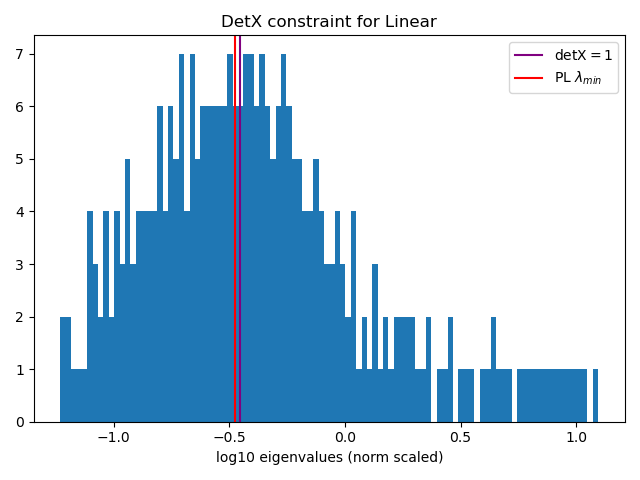 DetX constraint for Linear
7
6
5
4
3
2
1
0
detX = 1
PL λmin
−1.0 −0.5 0.0 0.5 1.0
log10 eigenvalues (norm scaled)